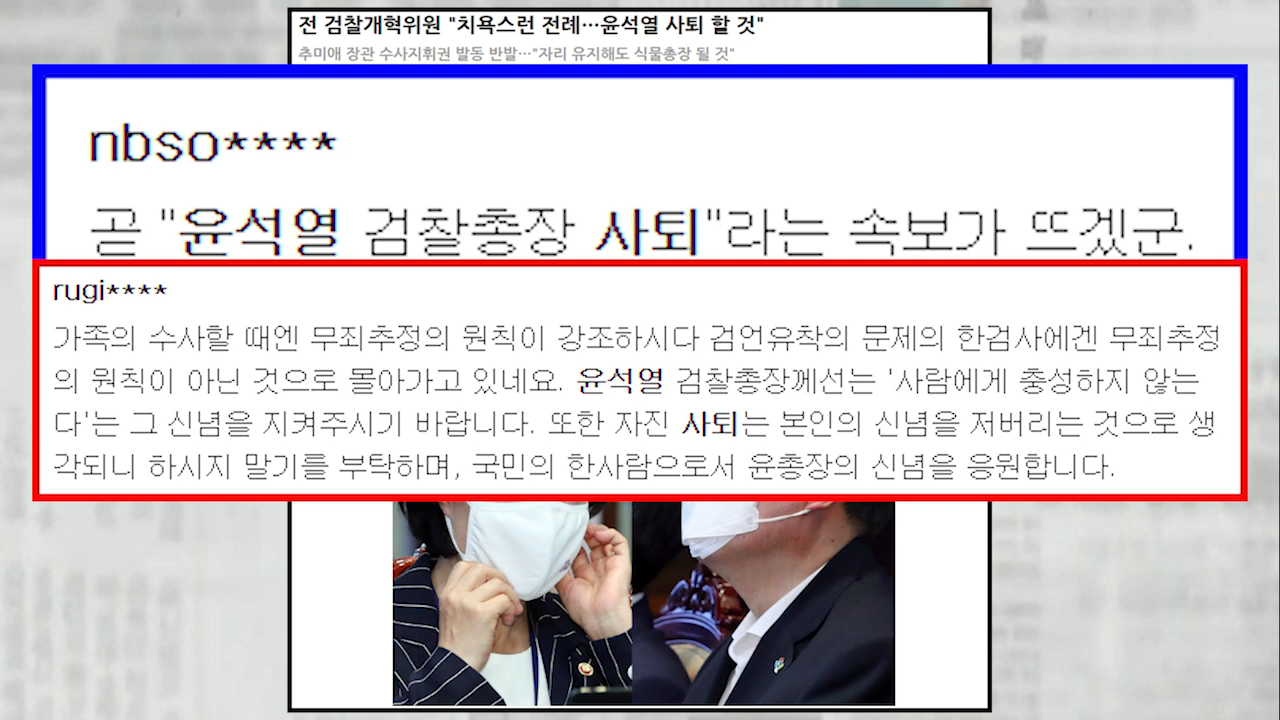 전 검찰개혁위원 "치욕스런 전례…윤석열 사퇴 할 것"
추미애 장관 수사지휘권 발동 반발…"자리 유지해도 식물총장 될 것"
nbso****
곧 "윤석열 검찰총장 사퇴"라는 속보가 뜨겠군.
rugi****
가족의 수사할 때엔 무죄추정의 원칙이 강조하시다 검언유착의 문제의 한검사에겐 무죄추정
의 원칙이 아닌 것으로 몰아가고 있네요. 윤석열 검찰총장께선는 '사람에게 충성하지 않는
다'는 그 신념을 지켜주시기 바랍니다. 또한 자진 사퇴는 본인의 신념을 저버리는 것으로 생
각되니 하시지 말기를 부탁하며, 국민의 한사람으로서 윤총장의 신념을 응원합니다.